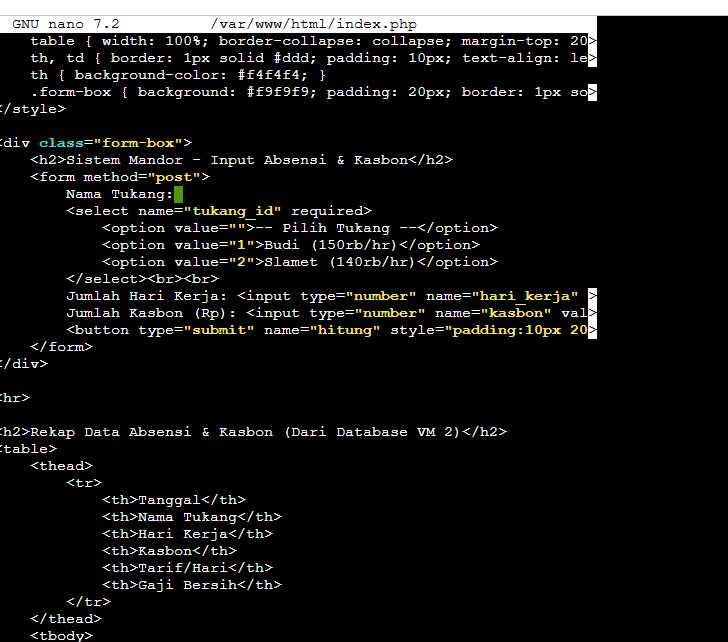 GNU nano 7.2 /var/www/html/index.php
table { width: 100%; border-collapse: collapse; margin-top: 20>
th, td { border: 1px solid #ddd; padding: 10px; text-align: le>
th { background-color: #f4f4f4; }
.form-box { background: #f9f9f9; padding: 20px; border: 1px so>
</style>
<div class="form-box">
<h2>Sistem Mandor - Input Absensi & Kasbon</h2>
<form method="post">
Nama Tukang:
<select name="tukang_id" required>
<option value="">-- Pilih Tukang --</option>
<option value="1">Budi (150rb/hr)</option>
<option value="2">Slamet (140rb/hr)</option>
</select><br><br>
Jumlah Hari Kerja: <input type="number" name="hari_kerja" >
Jumlah Kasbon (Rp): <input type="number" name="kasbon" val>
<button type="submit" name="hitung" style="padding:10px 20>
</form>
</div>
<hr>
<h2>Rekap Data Absensi & Kasbon (Dari Database VM 2)</h2>
<table>
<thead>
<tr>
<th>Tanggal</th>
<th>Nama Tukang</th>
<th>Hari Kerja</th>
<th>Kasbon</th>
<th>Tarif/Hari</th>
<th>Gaji Bersih</th>
</tr>
</thead>
<tbody>